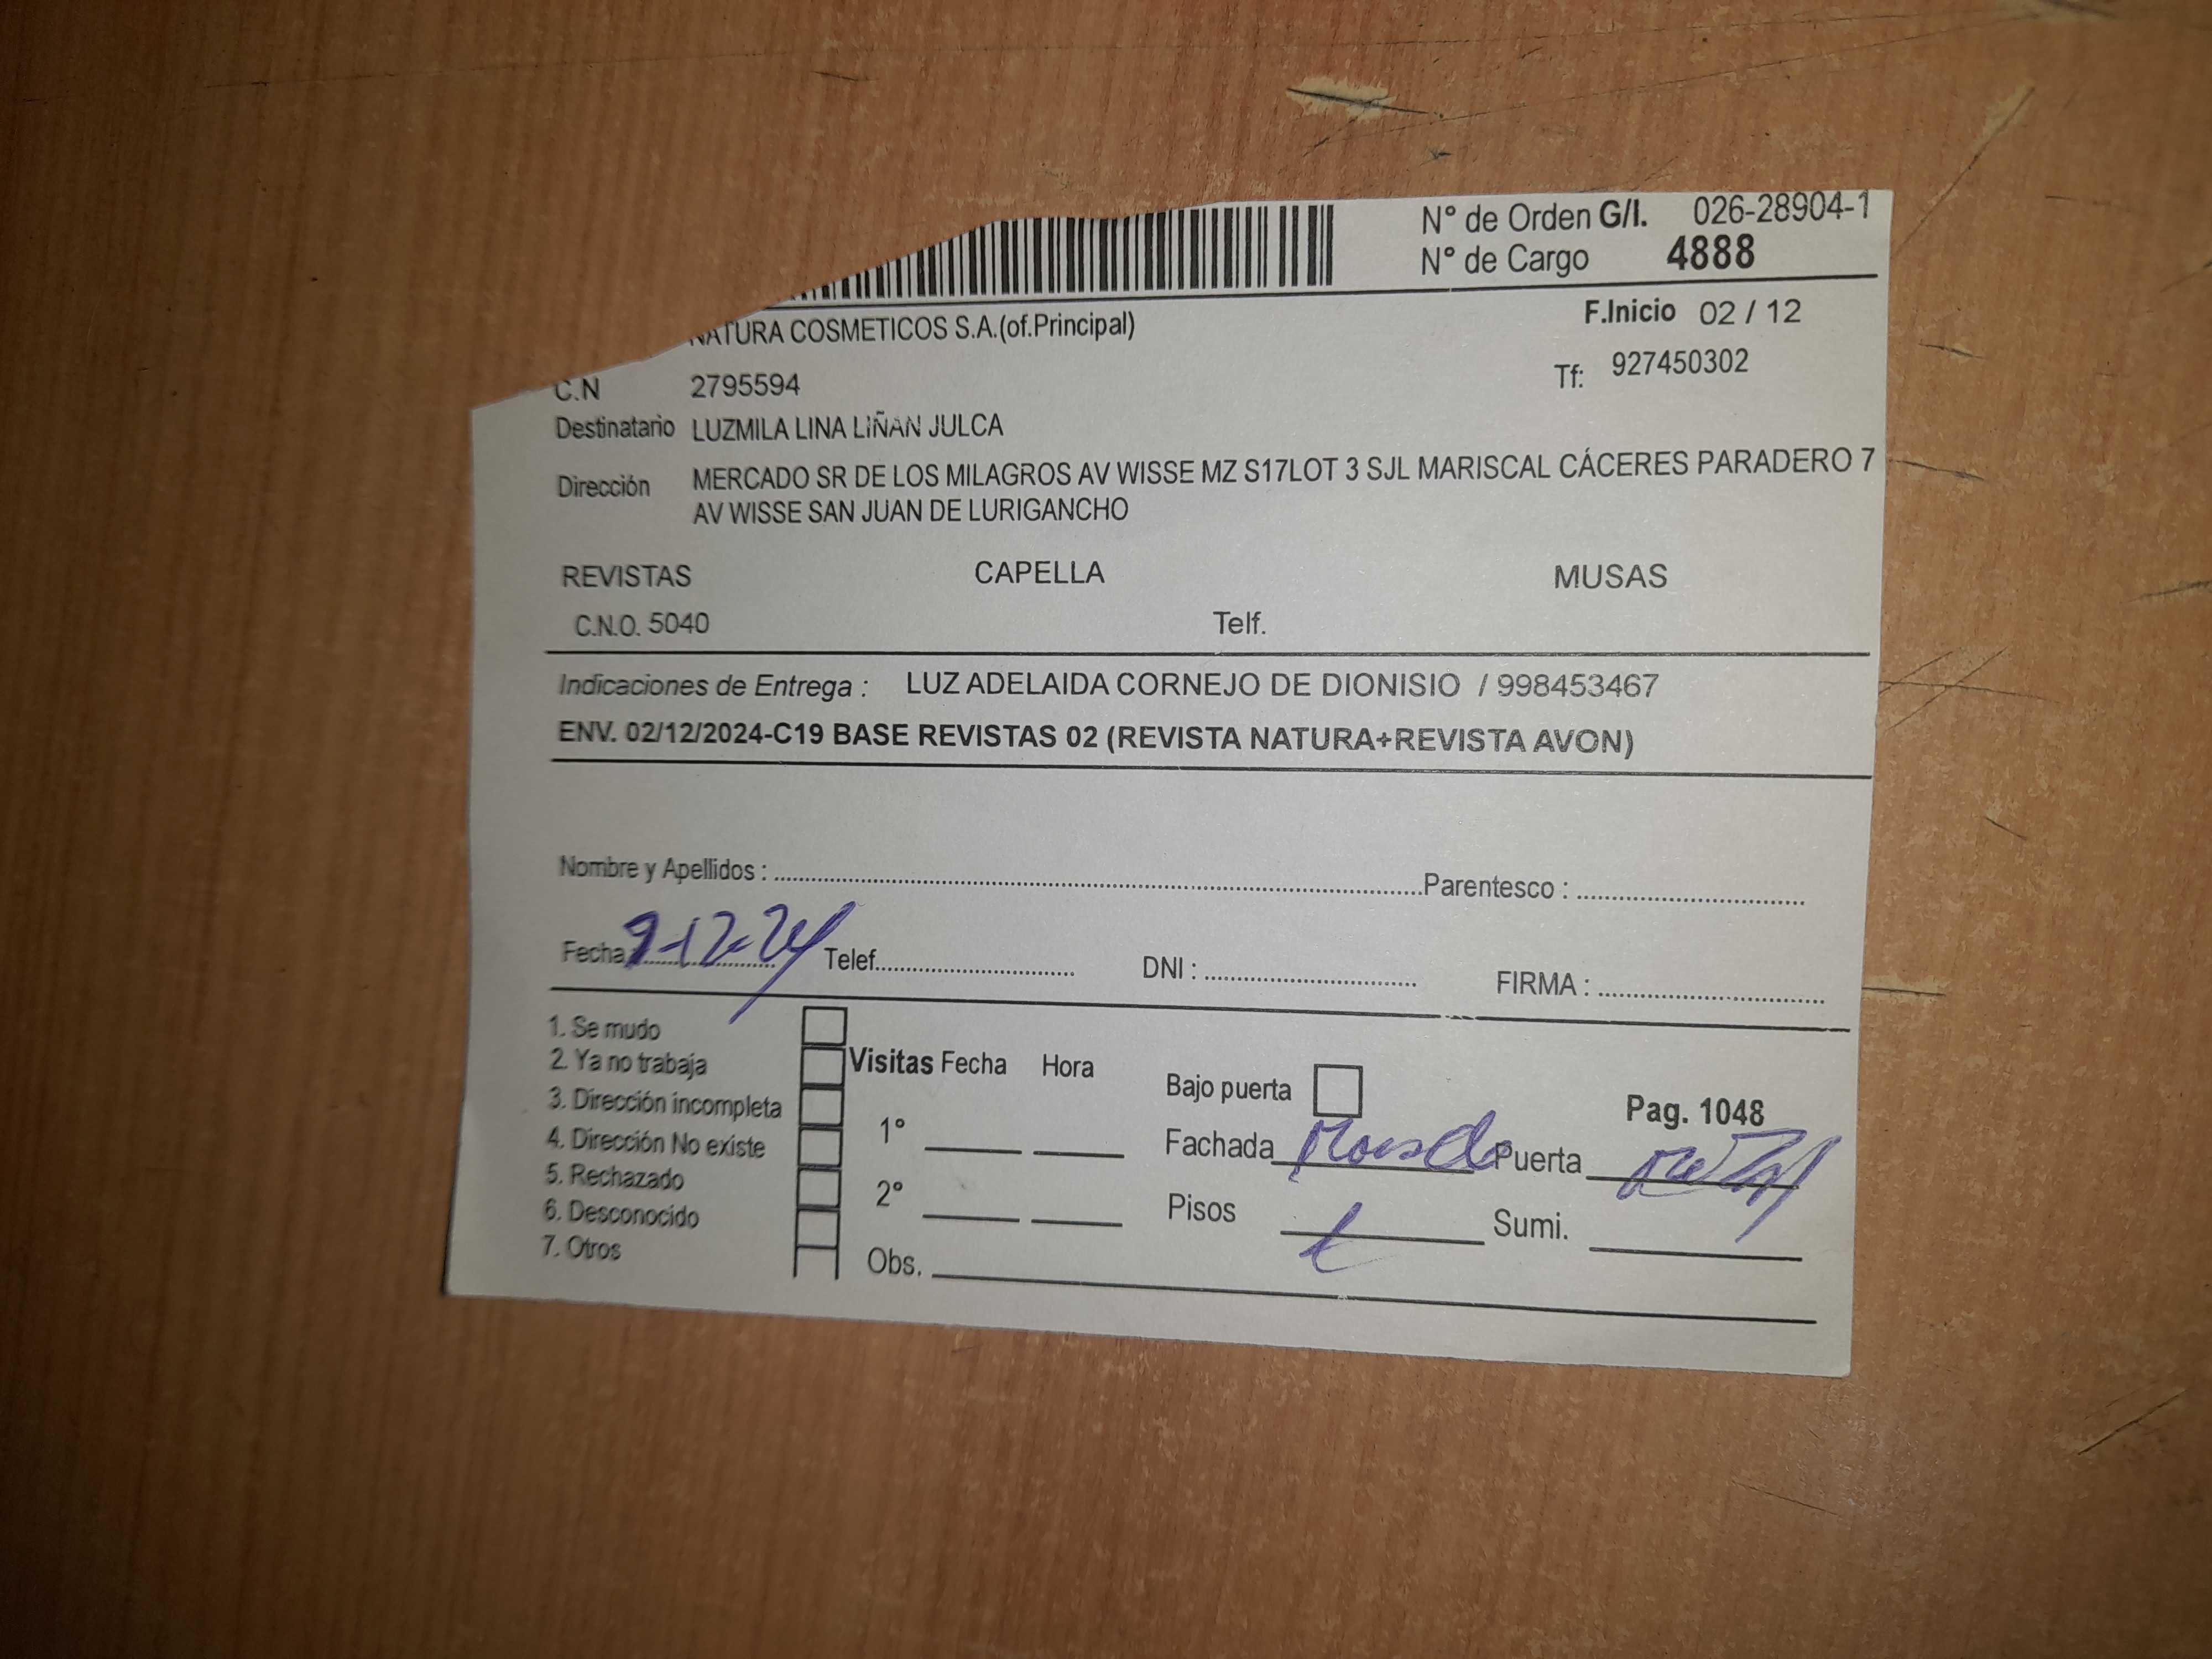 N° de Orden G/I. 026-28904-1
N° de Cargo 4888
NATURA COSMETICOS S.A.(of.Principal)
F.Inicio 02 / 12
C.N 2795594
Tf: 927450302
Destinatario LUZMILA LINA LIÑAN JULCA
Dirección MERCADO SR DE LOS MILAGROS AV WISSE MZ S17LOT 3 SJL MARISCAL CÁCERES PARADERO 7
AV WISSE SAN JUAN DE LURIGANCHO
REVISTAS CAPELLA MUSAS
C.N.O. 5040 Telf.
Indicaciones de Entrega : LUZ ADELAIDA CORNEJO DE DIONISIO / 998453467
ENV. 02/12/2024-C19 BASE REVISTAS 02 (REVISTA NATURA+REVISTA AVON)
Nombre y Apellidos : Parentesco :
Fecha 9-12-24 Telef. DNI : FIRMA :
1. Se mudo
2. Ya no trabaja
3. Dirección incompleta
4. Dirección No existe
5. Rechazado
6. Desconocido
7. Otros
Visitas Fecha Hora
1°
2°
Obs.
Bajo puerta
Pag. 1048
Fachada Puerta
Pisos 1 Sumi.